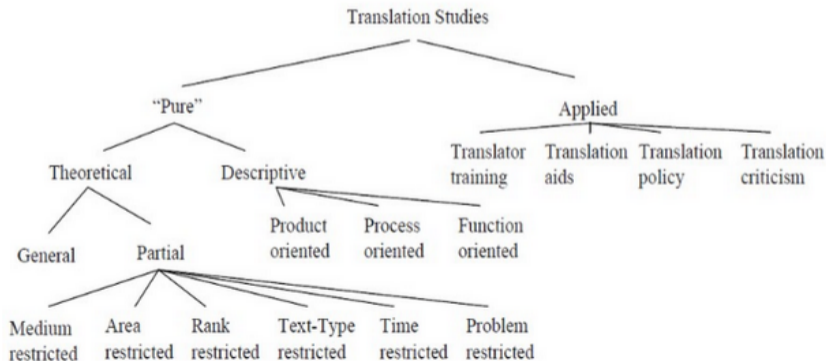 Translation Studies
“Pure”
Applied
Theoretical
Descriptive
Translator training
Translation aids
Translation policy
Translation criticism
General
Partial
Product oriented
Process oriented
Function oriented
Medium restricted
Area restricted
Rank restricted
Text-Type restricted
Time restricted
Problem restricted